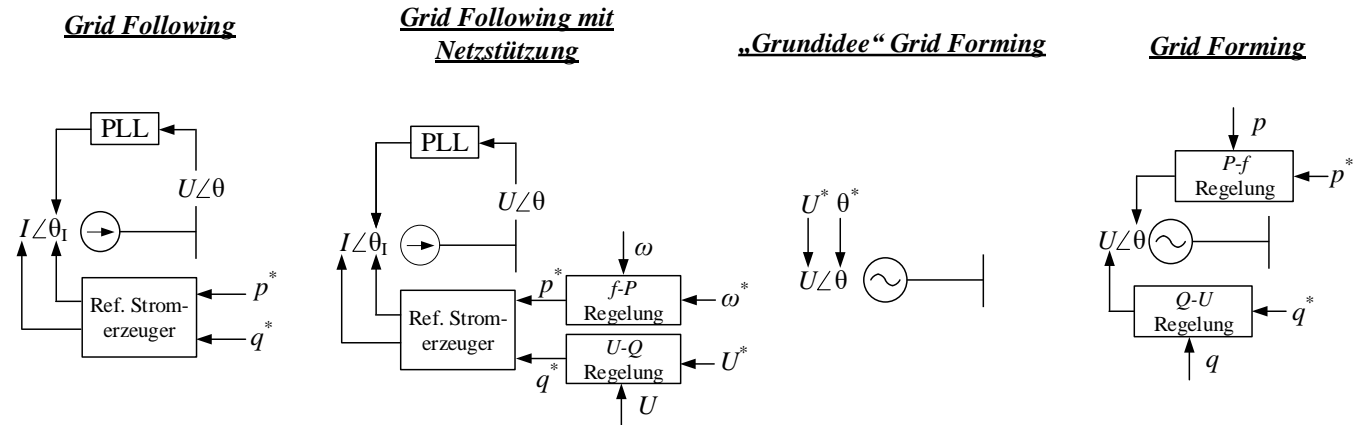 Grid Following
PLL
U∠θ
I∠θI
Ref. Strom-
erzeuger
p*
q*
Grid Following mit
Netzstützung
PLL
U∠θ
I∠θI
Ref. Strom-
erzeuger
p*
q*
ω
f-P
Regelung
ω*
U-Q
Regelung
U*
U
„Grundidee“ Grid Forming
U* θ*
U∠θ
Grid Forming
p
P-f
Regelung
p*
U∠θ
Q-U
Regelung
q*
q